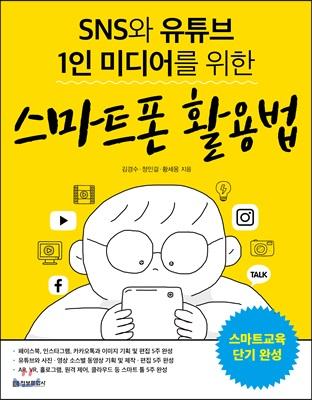 SNS와 유튜브
1인 미디어를 위한
스마트폰 활용법
김경수·정민걸·황세웅 지음
TALK
스마트교육
단기 완성
• 페이스북, 인스타그램, 카카오톡과 이미지 기획 및 편집 5주 완성
• 유튜브와 사진·영상 소스별 동영상 기획 및 제작·편집 5주 완성
• AR, VR, 홀로그램, 원격 제어, 클라우드 등 스마트 툴 5주 완성